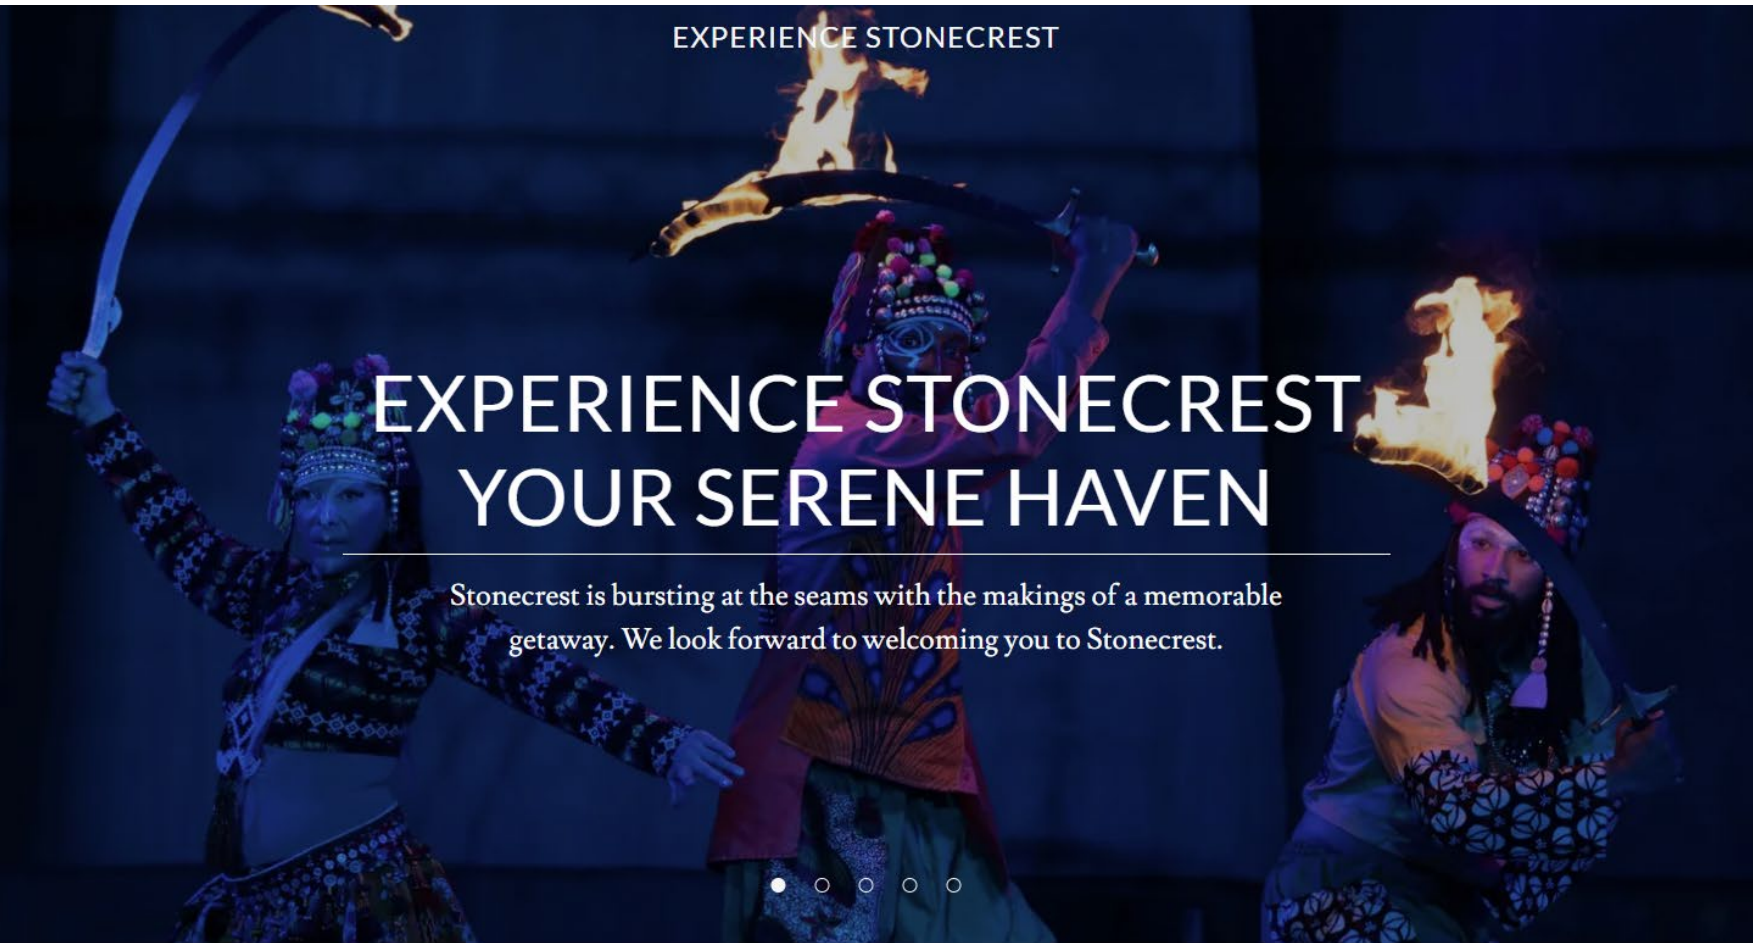 EXPERIENCE STONECREST
EXPERIENCE STONECREST
YOUR SERENE HAVEN
Stonecrest is bursting at the seams with the makings of a memorable
getaway. We look forward to welcoming you to Stonecrest.